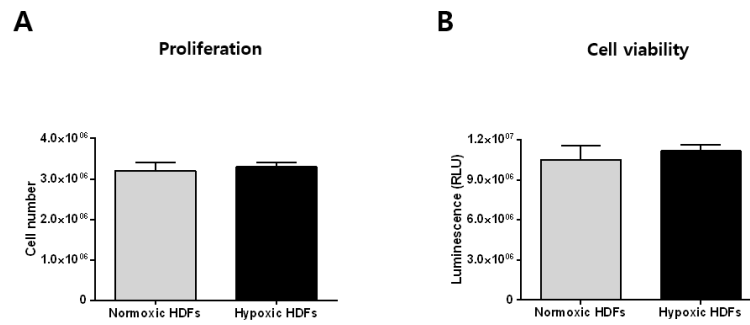 A
Proliferation
Cell number
4.0×10⁰⁶
3.0×10⁰⁶
2.0×10⁰⁶
1.0×10⁰⁶
0
Normoxic HDFs Hypoxic HDFs
B
Cell viability
Luminescence (RLU)
1.2×10⁰⁷
9.0×10⁰⁶
6.0×10⁰⁶
3.0×10⁰⁶
0
Normoxic HDFs Hypoxic HDFs